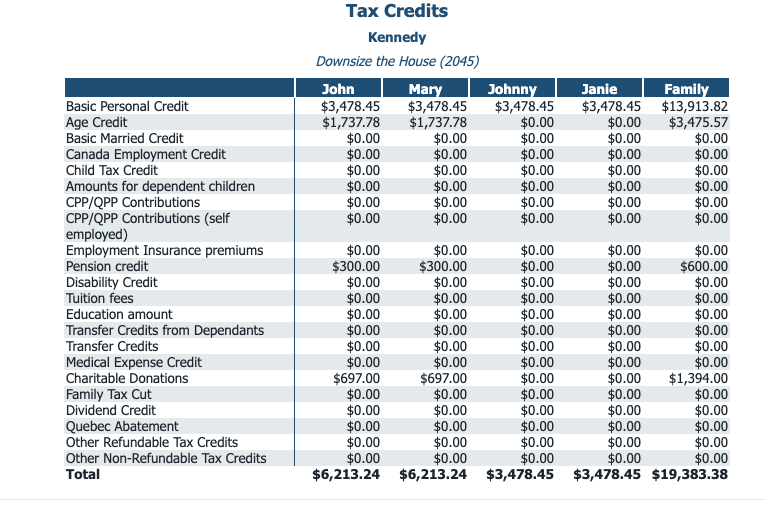 Tax Credits
Kennedy
Downsize the House (2045)
John Mary Johnny Janie Family
Basic Personal Credit $3,478.45 $3,478.45 $3,478.45 $3,478.45 $13,913.82
Age Credit $1,737.78 $1,737.78 $0.00 $0.00 $3,475.57
Basic Married Credit $0.00 $0.00 $0.00 $0.00 $0.00
Canada Employment Credit $0.00 $0.00 $0.00 $0.00 $0.00
Child Tax Credit $0.00 $0.00 $0.00 $0.00 $0.00
Amounts for dependent children $0.00 $0.00 $0.00 $0.00 $0.00
CPP/QPP Contributions $0.00 $0.00 $0.00 $0.00 $0.00
CPP/QPP Contributions (self $0.00 $0.00 $0.00 $0.00 $0.00
employed)
Employment Insurance premiums $0.00 $0.00 $0.00 $0.00 $0.00
Pension credit $300.00 $300.00 $0.00 $0.00 $600.00
Disability Credit $0.00 $0.00 $0.00 $0.00 $0.00
Tuition fees $0.00 $0.00 $0.00 $0.00 $0.00
Education amount $0.00 $0.00 $0.00 $0.00 $0.00
Transfer Credits from Dependants $0.00 $0.00 $0.00 $0.00 $0.00
Transfer Credits $0.00 $0.00 $0.00 $0.00 $0.00
Medical Expense Credit $0.00 $0.00 $0.00 $0.00 $0.00
Charitable Donations $697.00 $697.00 $0.00 $0.00 $1,394.00
Family Tax Cut $0.00 $0.00 $0.00 $0.00 $0.00
Dividend Credit $0.00 $0.00 $0.00 $0.00 $0.00
Quebec Abatement $0.00 $0.00 $0.00 $0.00 $0.00
Other Refundable Tax Credits $0.00 $0.00 $0.00 $0.00 $0.00
Other Non-Refundable Tax Credits $0.00 $0.00 $0.00 $0.00 $0.00
Total $6,213.24 $6,213.24 $3,478.45 $3,478.45 $19,383.38